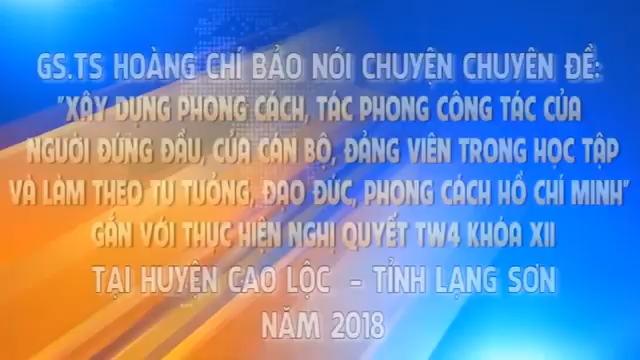 GS.TS HOÀNG CHÍ BẢO NÓI CHUYỆN CHUYÊN ĐỀ:
"XÂY DỰNG PHONG CÁCH, TÁC PHONG CÔNG TÁC CỦA
NGƯỜI ĐỨNG ĐẦU, CỦA CÁN BỘ, ĐẢNG VIÊN TRONG HỌC TẬP
VÀ LÀM THEO TƯ TƯỞNG, ĐẠO ĐỨC, PHONG CÁCH HỒ CHÍ MINH"
GẮN VỚI THỰC HIỆN NGHỊ QUYẾT TW4 KHÓA XII
TẠI HUYỆN CAO LỘC - TỈNH LẠNG SƠN
NĂM 2018